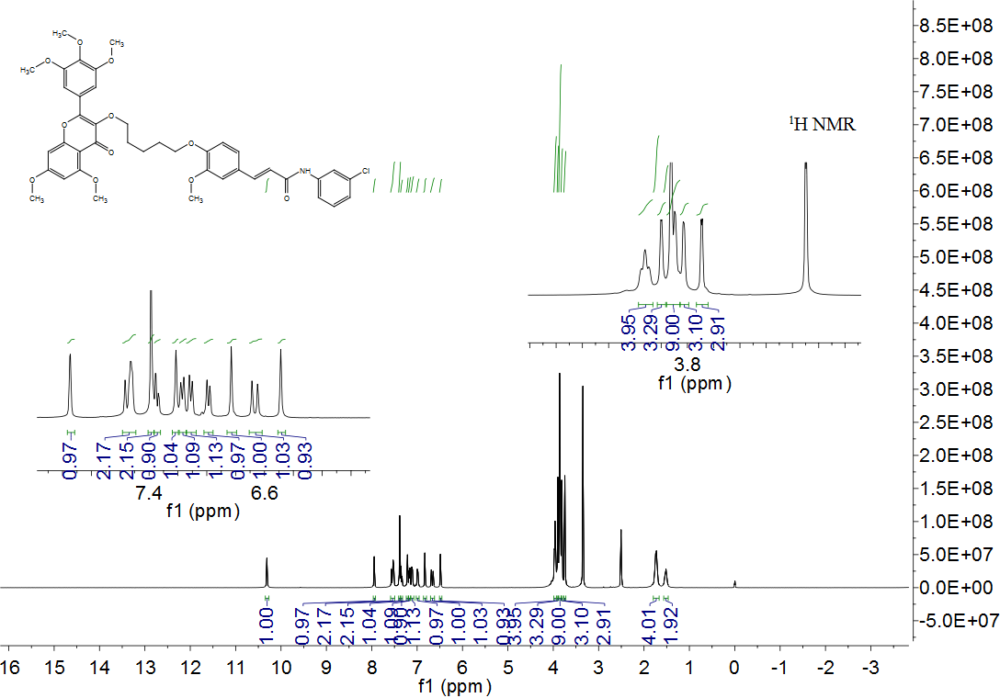 H₃C O CH₃
O O
H₃C
O O
O O
O
NH Cl
O O
O O
CH₃ CH₃ CH₃
¹H NMR
8.5E+08
8.0E+08
7.5E+08
7.0E+08
6.5E+08
6.0E+08
5.5E+08
5.0E+08
4.5E+08
4.0E+08
3.5E+08
3.0E+08
2.5E+08
2.0E+08
1.5E+08
1.0E+08
5.0E+07
0.0E+00
-5.0E+07
3.95 3.29 9.00 3.10 2.91
3.8
f1 (ppm)
0.97 2.17 2.15 0.90 1.04 1.09 1.13 0.97 1.00 1.03 0.93
7.4 6.6
f1 (ppm)
1.00 0.97 2.17 2.15 1.04 1.09 0.90 1.13 0.97 1.00 1.03 0.93 3.95 3.29 9.00 3.10 2.91 4.01 1.92
16 15 14 13 12 11 10 9 8 7 6 5 4 3 2 1 0 -1 -2 -3
f1 (ppm)